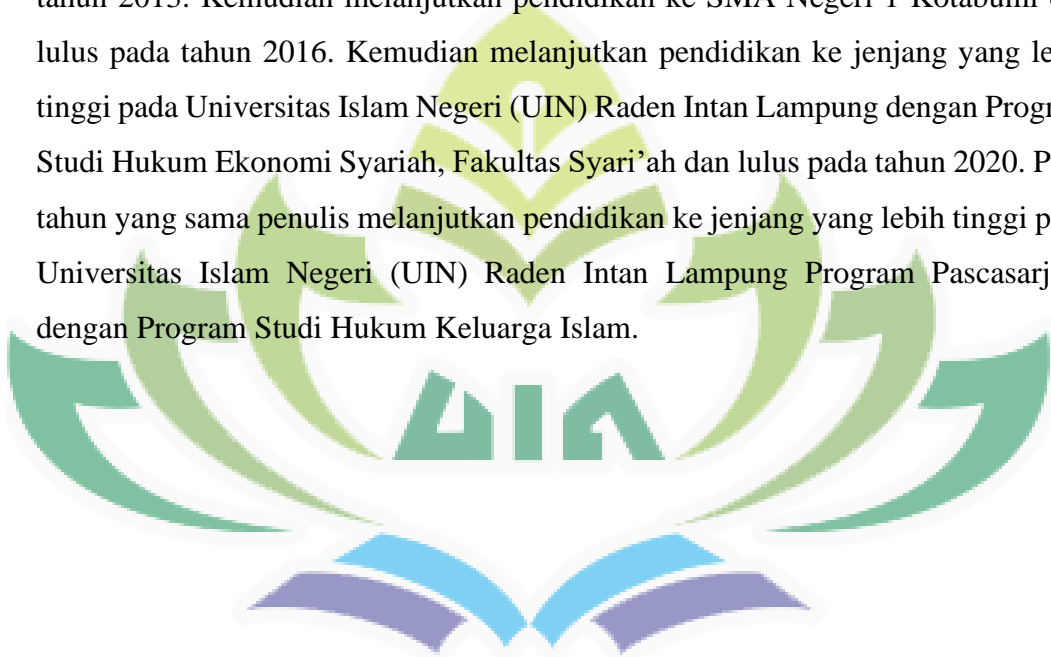 lulus pada tahun 2016. Kemudian melanjutkan pendidikan ke jenjang yang
tinggi pada Universitas Islam Negeri (UIN) Raden Intan Lampung dengan
Studi Hukum Ekonomi Syariah, Fakultas Syari’ah dan lulus pada tahun 2020.
tahun yang sama penulis melanjutkan pendidikan ke jenjang yang lebih tinggi
Universitas Islam Negeri (UIN) Raden Intan Lampung Program
dengan Program Studi Hukum Keluarga Islam.
UIN